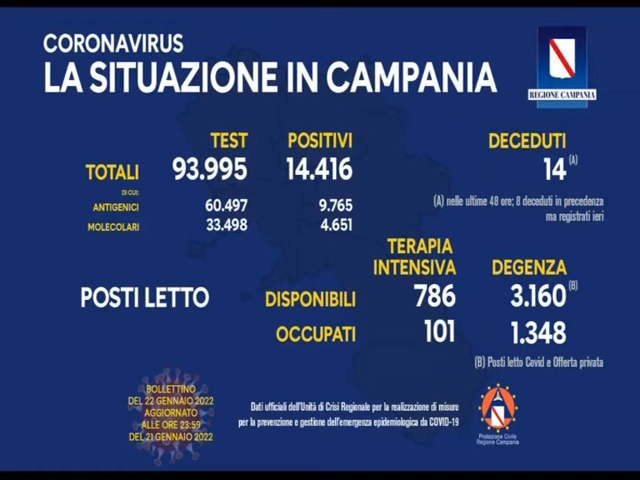 CORONAVIRUS
LA SITUAZIONE IN CAMPANIA
REGIONE CAMPANIA
TEST POSITIVI DECEDUTI
TOTALI 93.995 14.416 14 (A)
DI CUI:
ANTIGENICI 60.497 9.765
MOLECOLARI 33.498 4.651
(A) nelle ultime 48 ore; 8 deceduti in precedenza
ma registrati ieri
TERAPIA
INTENSIVA DEGENZA
POSTI LETTO DISPONIBILI 786 3.160 (B)
OCCUPATI 101 1.348
(B) Posti letto Covid e Offerta privata
BOLLETTINO
DEL 22 GENNAIO 2022
AGGIORNATO
ALLE ORE 23:59
DEL 21 GENNAIO 2022
Dati ufficiali dell'Unità di Crisi Regionale per la realizzazione di misure
per la prevenzione e gestione dell'emergenza epidemiologica da COVID-19
Protezione Civile
Regione Campania